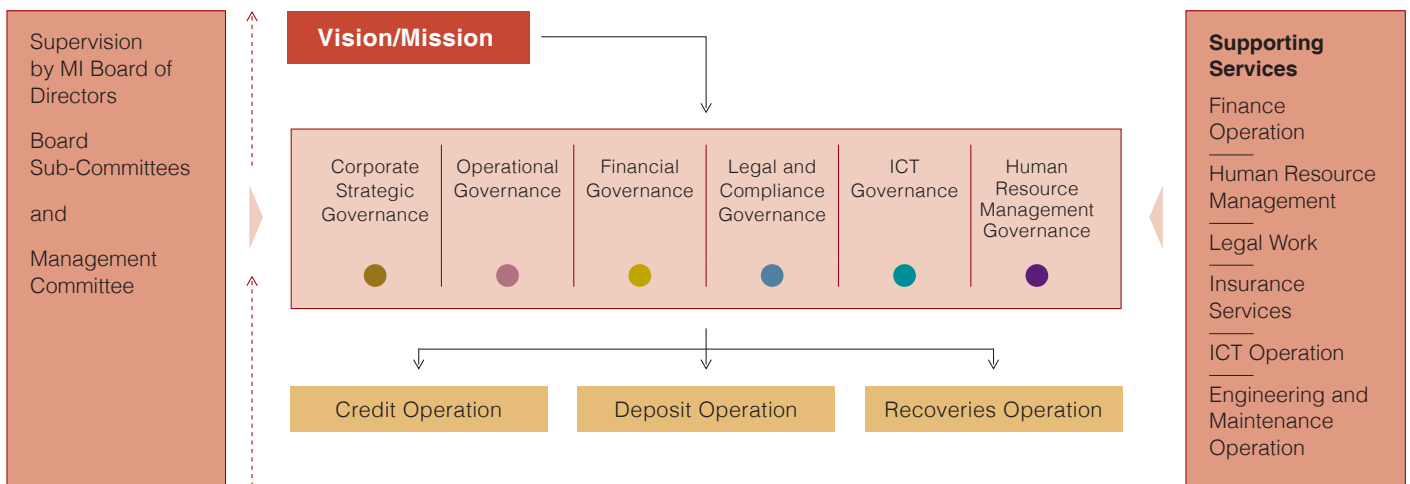 Supervision
by MI Board of
Directors
Board
Sub-Committees
and
Management
Committee
Vision/Mission
Corporate
Strategic
Governance
Operational
Governance
Financial
Governance
Legal and
Compliance
Governance
ICT
Governance
Human
Resource
Management
Governance
Credit Operation
Deposit Operation
Recoveries Operation
Supporting
Services
Finance
Operation
Human Resource
Management
Legal Work
Insurance
Services
ICT Operation
Engineering and
Maintenance
Operation